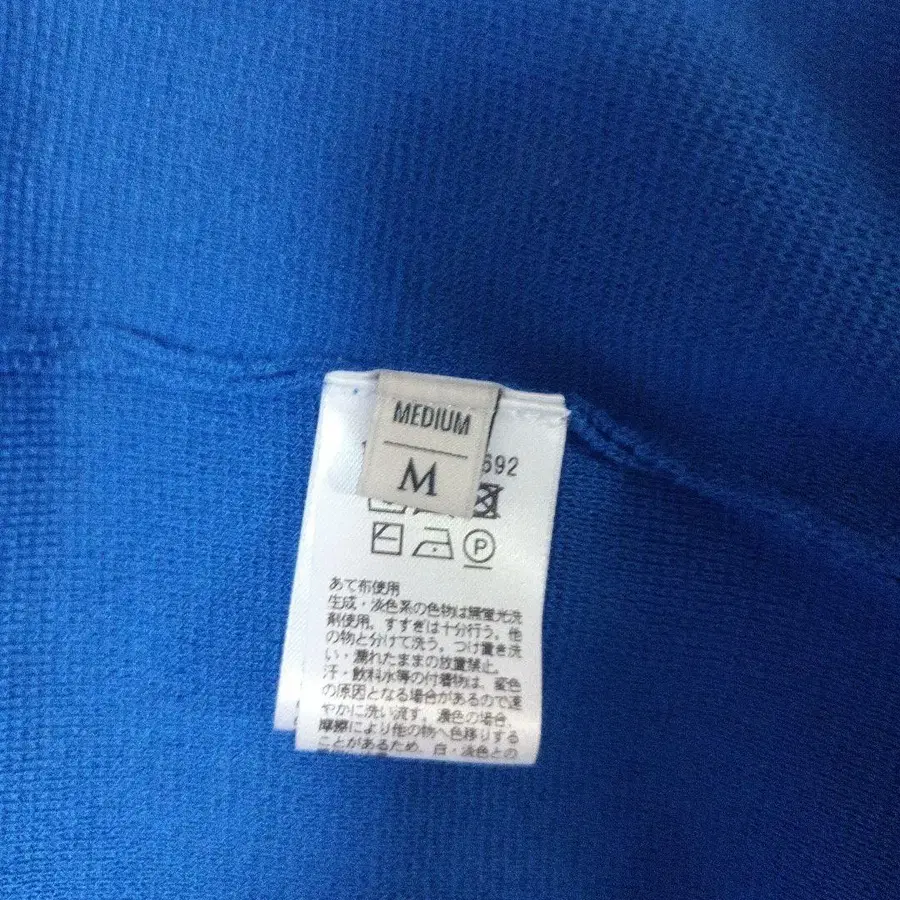 MEDIUM
M
692
P
あて布使用
生成・淡色系の色物は無蛍光洗
剤使用。すすぎは十分行う。他
の物と分けて洗う。つけ置き洗
い・濡れたままの放置禁止。
汗・飲料水等の付着物は、変色
の原因となる場合があるので速
やかに洗い流す。濃色の場合、
摩擦により他の物へ色移りする
ことがあるため、白・淡色との